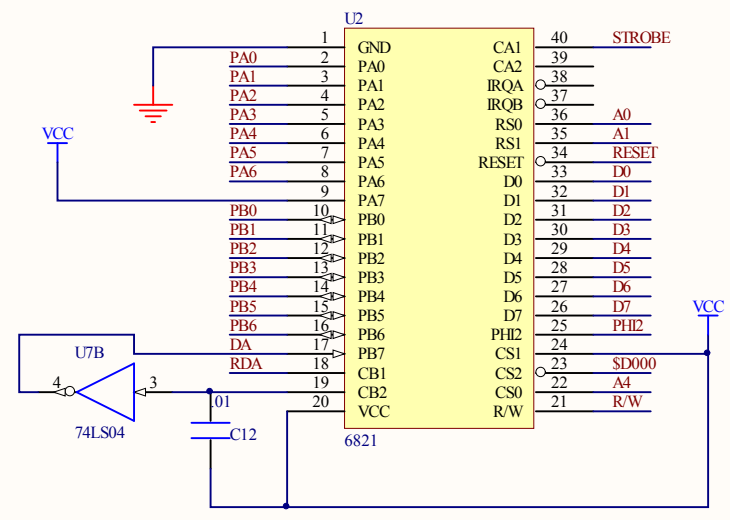 U2
1 GND CA1 40 STROBE
PA0 2 PA0 CA2 39
PA1 3 PA1 IRQA 38
PA2 4 PA2 IRQB 37
PA3 5 PA3 RS0 36 A0
PA4 6 PA4 RS1 35 A1
VCC
PA5 7 PA5 RESET 34 RESET
PA6 8 PA6 D0 33 D0
9 PA7 D1 32 D1
PB0 10 PB0 D2 31 D2
PB1 11 PB1 D3 30 D3
PB2 12 PB2 D4 29 D4
PB3 13 PB3 D5 28 D5
PB4 14 PB4 D6 27 D6
PB5 15 PB5 D7 26 D7
VCC
PB6 16 PB6 PHI2 25 PHI2
DA 17 PB7 CS1 24
U7B
RDA 18 CB1 CS2 23 $D000
4 3 19 CB2 CS0 22 A4
.01 20 VCC R/W 21 R/W
74LS04 C12 6821